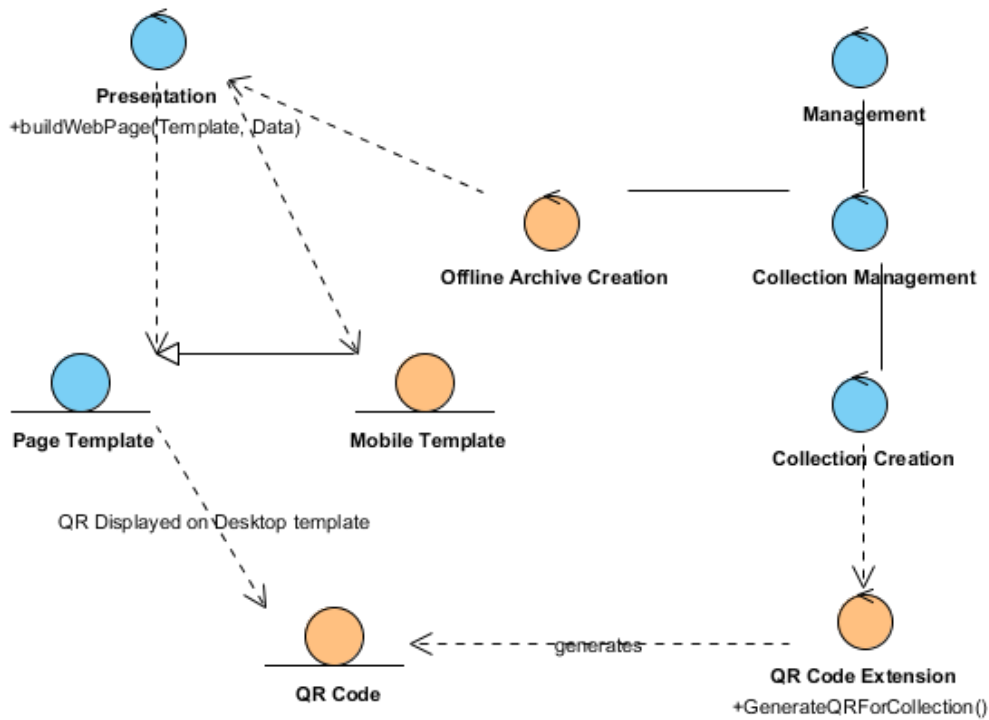 Presentation
+buildWebPage(Template, Data)
Management
Offline Archive Creation
Collection Management
Page Template
Mobile Template
Collection Creation
QR Displayed on Desktop template
generates
QR Code
QR Code Extension
+GenerateQRForCollection()